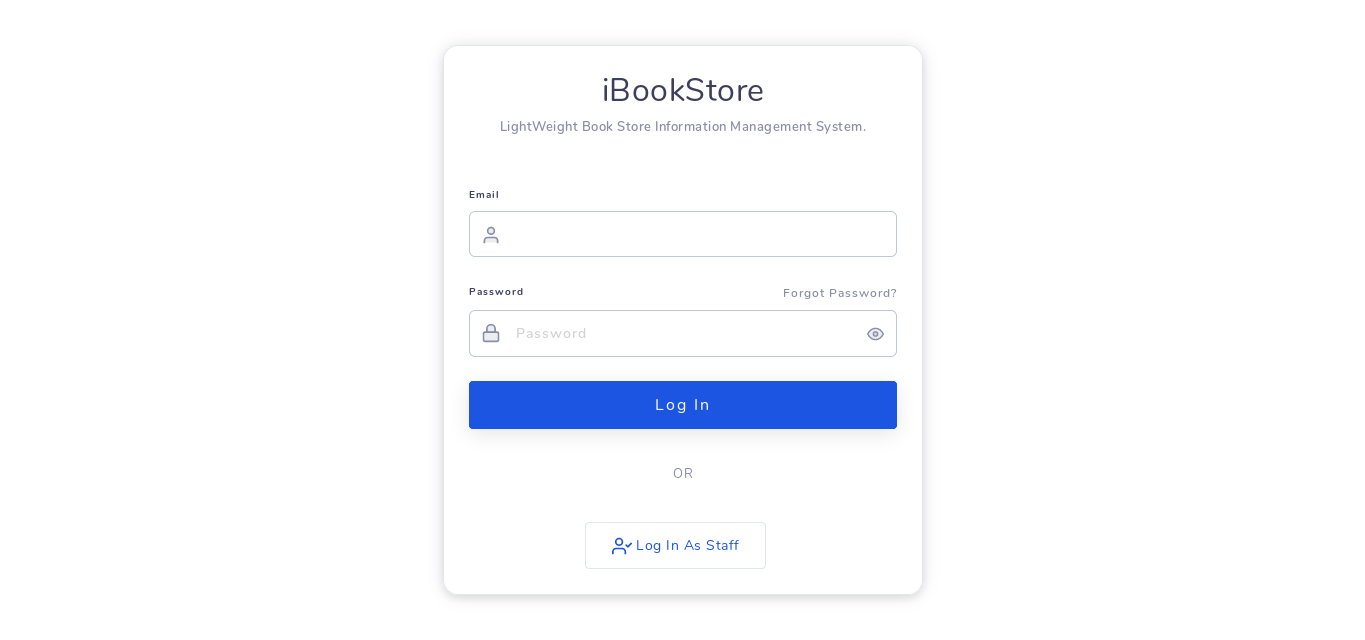 iBookStore
LightWeight Book Store Information Management System.
Email
Password
Forgot Password?
Password
Log In
OR
Log In As Staff